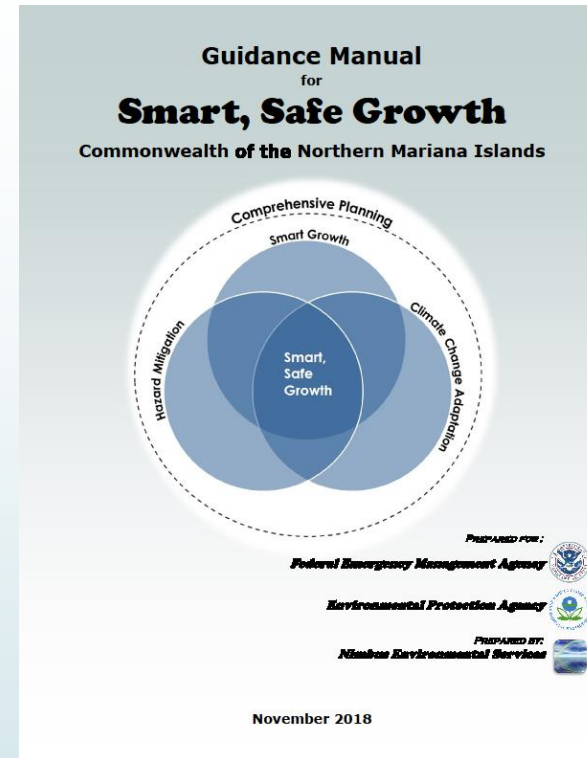 Guidance Manual
for
Smart, Safe Growth
Commonwealth of the Northern Mariana Islands
Comprehensive Planning
Smart Growth
Hazard Mitigation
Climate Change Adaptation
Smart,
Safe
Growth
PREPARED FOR:
Federal Emergency Management Agency
Environmental Protection Agency
PREPARED BY:
Nimbus Environmental Services
November 2018